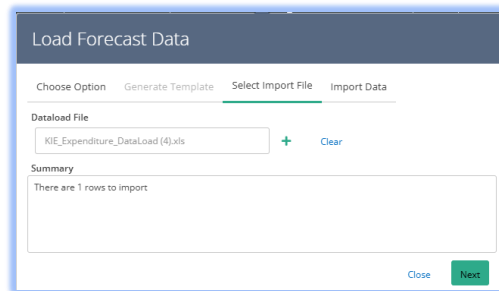 Load Forecast Data
Choose Option Generate Template Select Import File Import Data
Dataload File
KIE_Expenditure_DataLoad (4).xls + Clear
Summary
There are 1 rows to import
Close Next